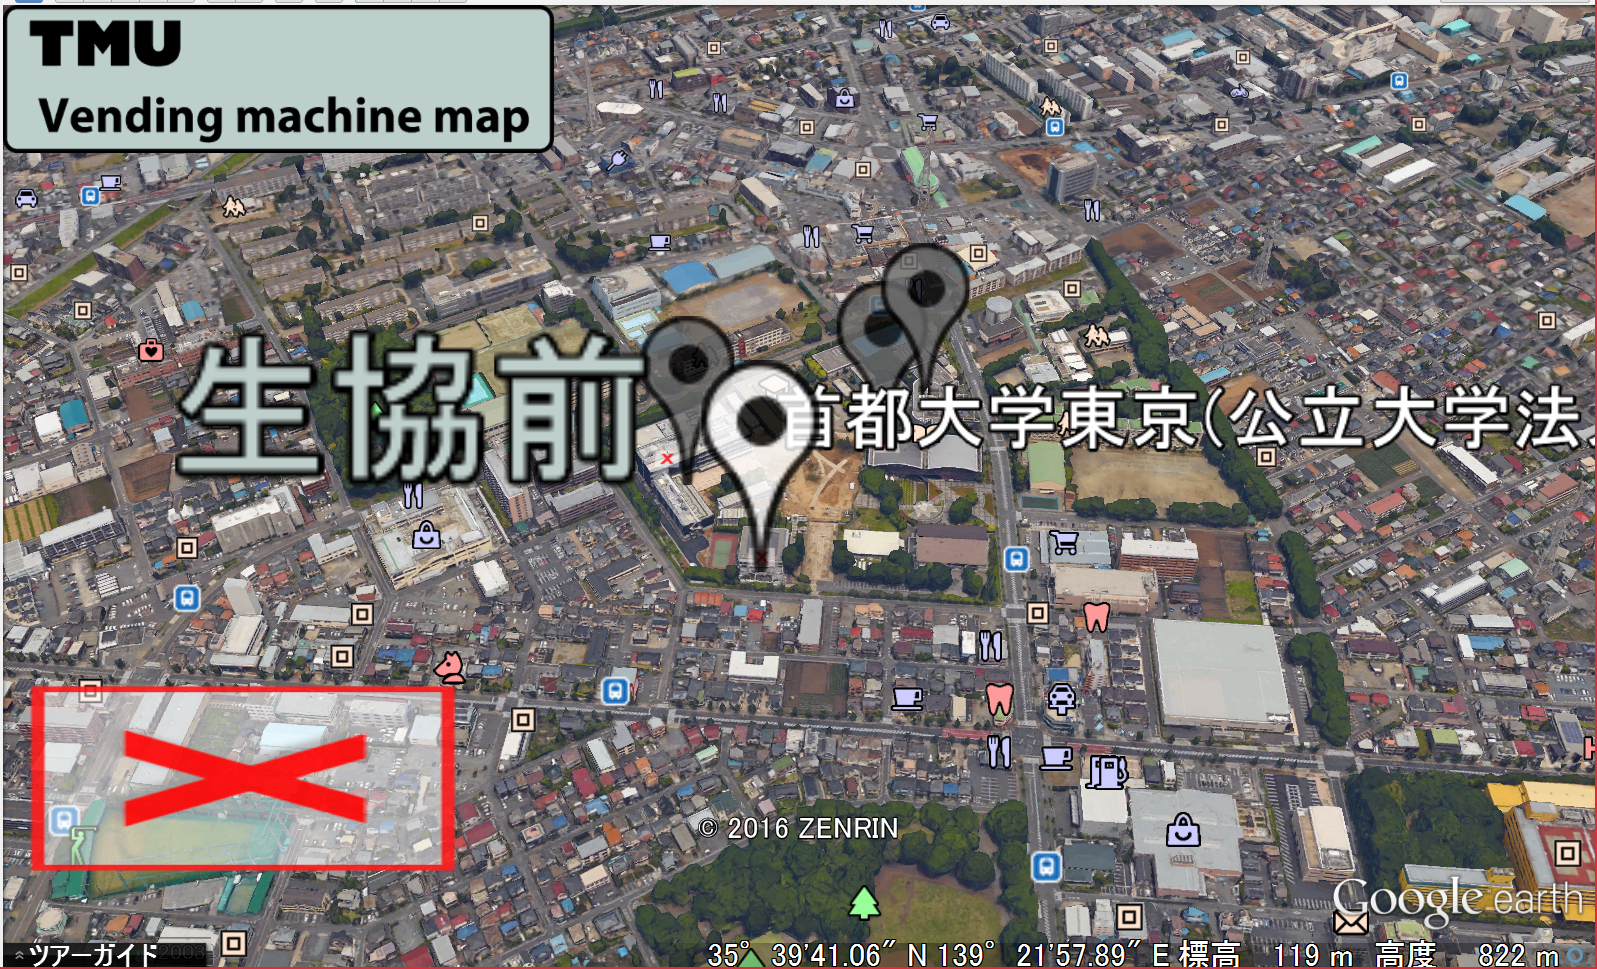 TMU
Vending machine map
生協前
首都大学東京(公立大学法
© 2016 ZENRIN
Google earth
ツアーガイド 2008
35° 39'41.06" N 139° 21'57.89" E 標高 119 m 高度 822 m